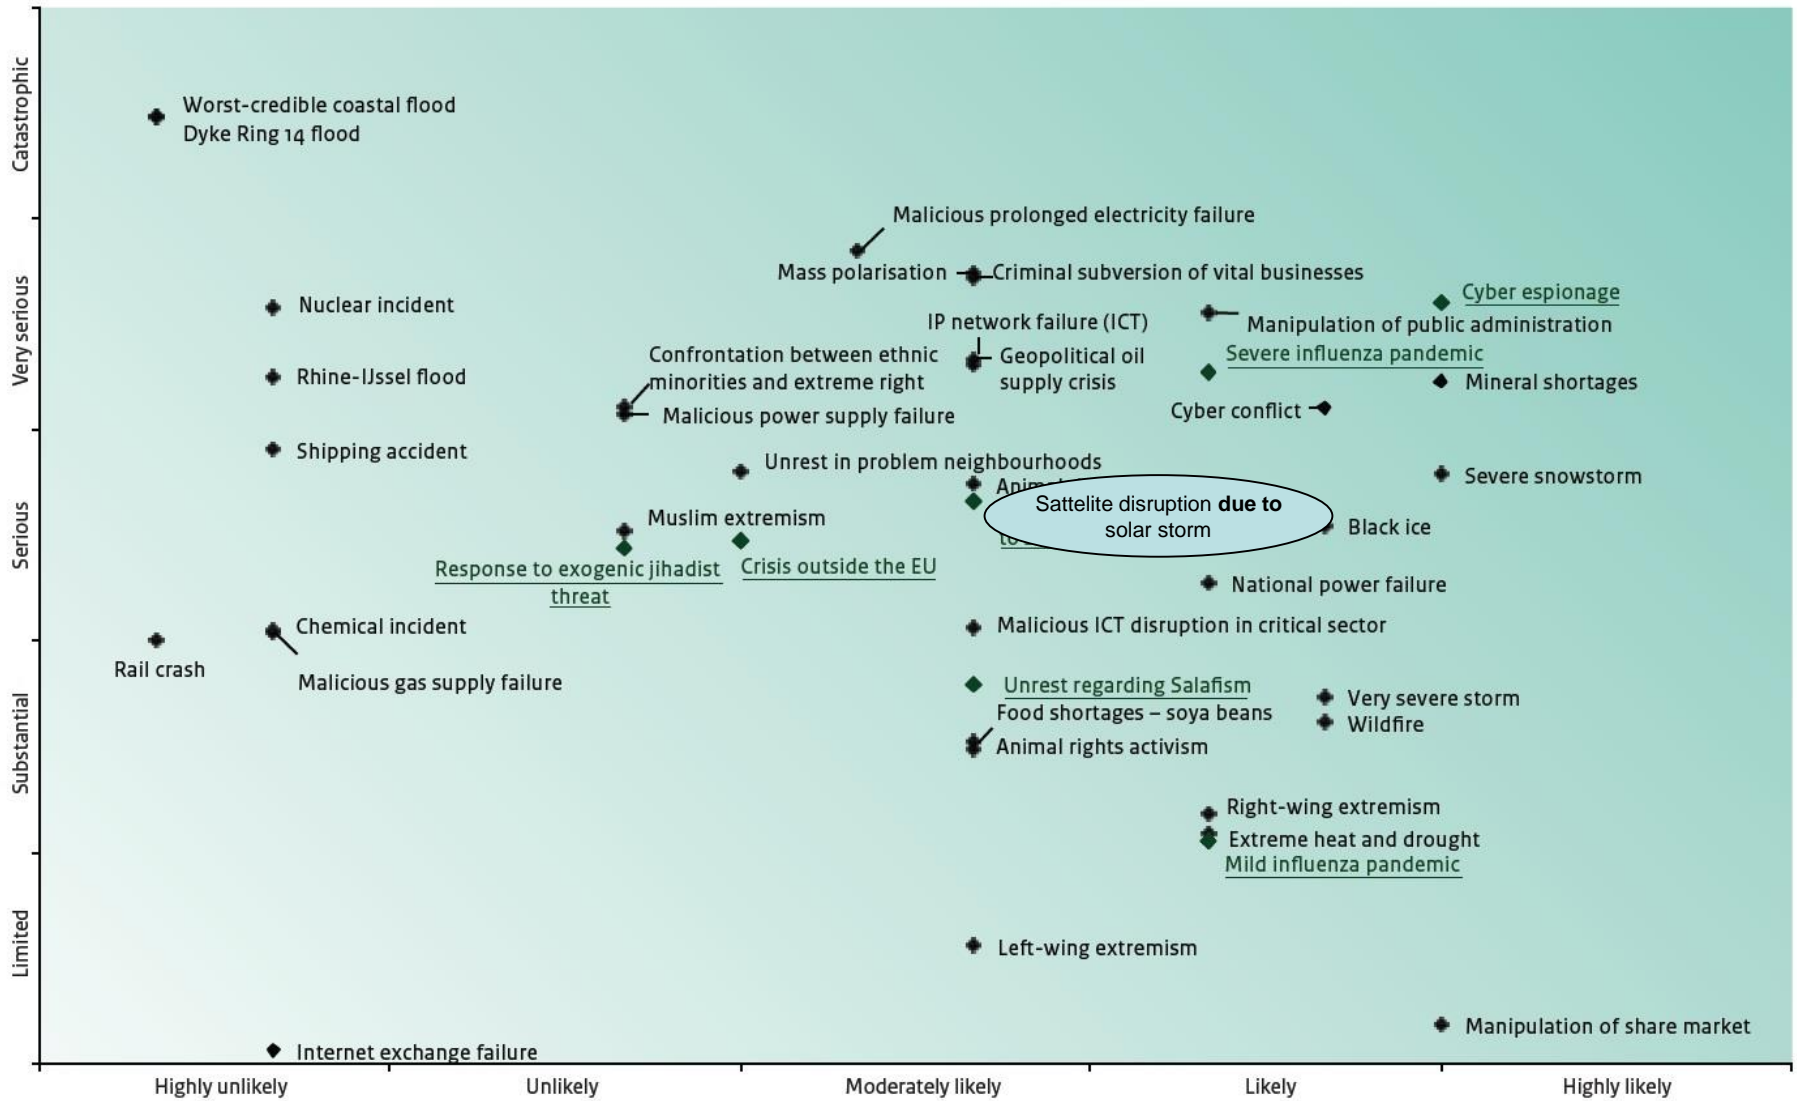 Catastrophic
Very serious
Serious
Substantial
Limited
Worst-credible coastal flood
Dyke Ring 14 flood
Malicious prolonged electricity failure
Mass polarisation
Criminal subversion of vital businesses
Cyber espionage
Nuclear incident
IP network failure (ICT)
Manipulation of public administration
Confrontation between ethnic
minorities and extreme right
Geopolitical oil
supply crisis
Severe influenza pandemic
Rhine-IJssel flood
Mineral shortages
Malicious power supply failure
Cyber conflict
Shipping accident
Unrest in problem neighbourhoods
Severe snowstorm
Sattelite disruption due to
solar storm
Muslim extremism
Black ice
Response to exogenic jihadist
threat
Crisis outside the EU
National power failure
Chemical incident
Malicious ICT disruption in critical sector
Rail crash
Malicious gas supply failure
Unrest regarding Salafism
Food shortages – soya beans
Very severe storm
Wildfire
Animal rights activism
Right-wing extremism
Extreme heat and drought
Mild influenza pandemic
Left-wing extremism
Manipulation of share market
Internet exchange failure
Highly unlikely
Unlikely
Moderately likely
Likely
Highly likely